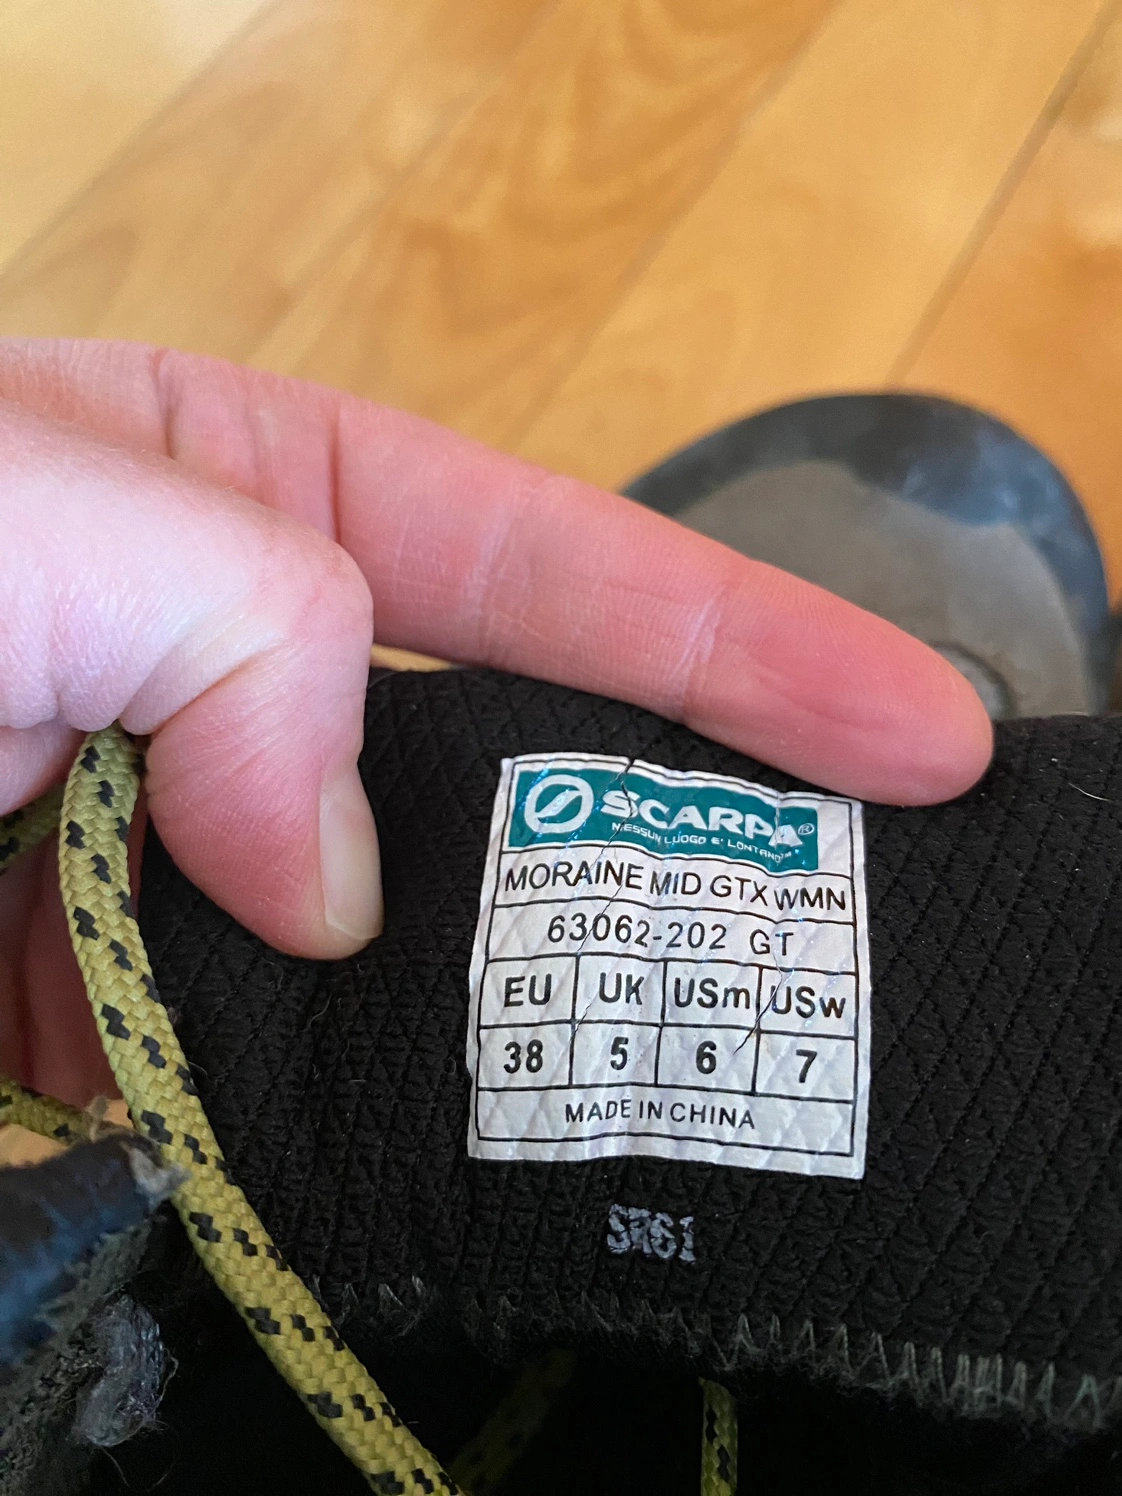 SCARPA®
NESSUN LUOGO E' LONTANO
MORAINE MID GTX WMN
63062-202 GT
EU UK USm USw
38 5 6 7
MADE IN CHINA